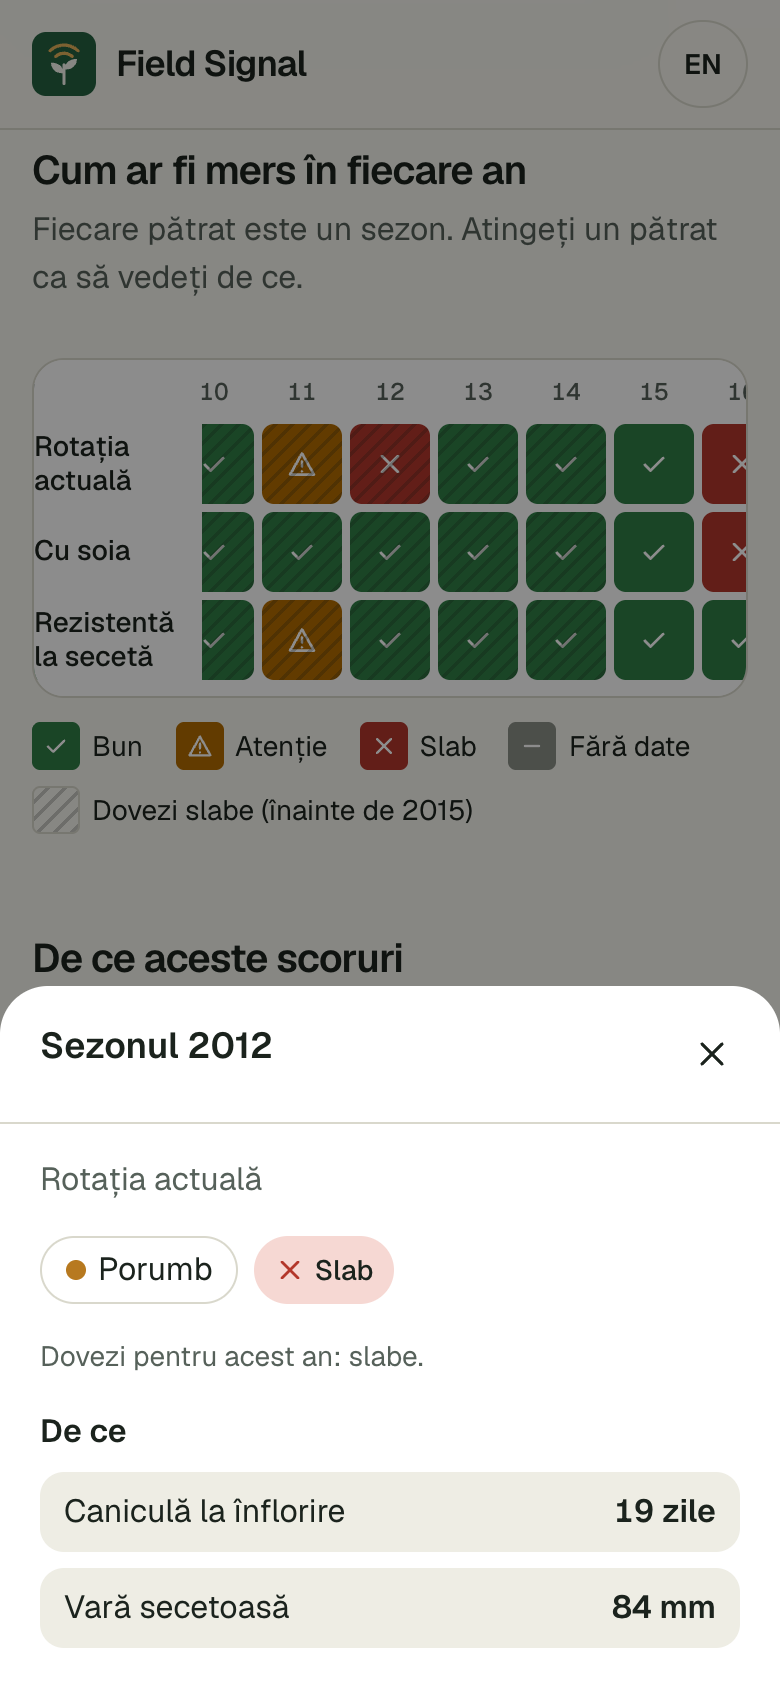 Field Signal
EN
Cum ar fi mers în fiecare an
Fiecare pătrat este un sezon. Atingeți un pătrat
ca să vedeți de ce.
10 11 12 13 14 15
Rotația
actuală
Cu soia
Rezistentă
la secetă
Bun Atenție Slab Fără date
Dovezi slabe (înainte de 2015)
De ce aceste scoruri
Sezonul 2012
Rotația actuală
Porumb Slab
Dovezi pentru acest an: slabe.
De ce
Caniculă la înflorire 19 zile
Vară secetoasă 84 mm